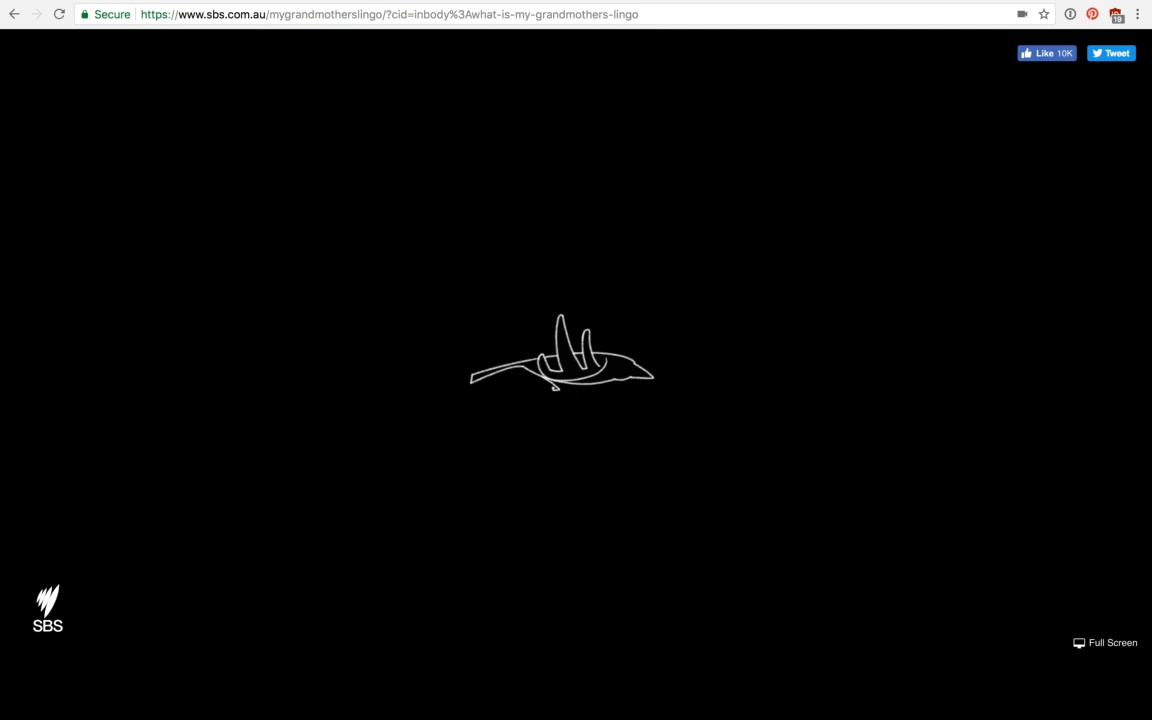 Secure
https://www.sbs.com.au/mygrandmotherslingo/?cid=inbody%3Awhat-is-my-grandmothers-lingo
19
Like 10K
Tweet
SBS
Full Screen